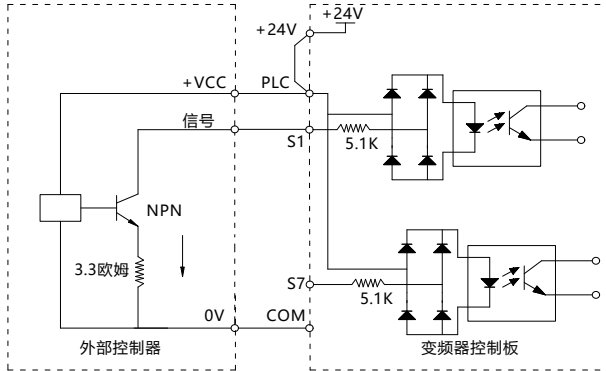 +24V
+24V
+VCC
PLC
信号
S1
5.1K
NPN
3.3欧姆
S7
5.1K
0V
COM
外部控制器
变频器控制板